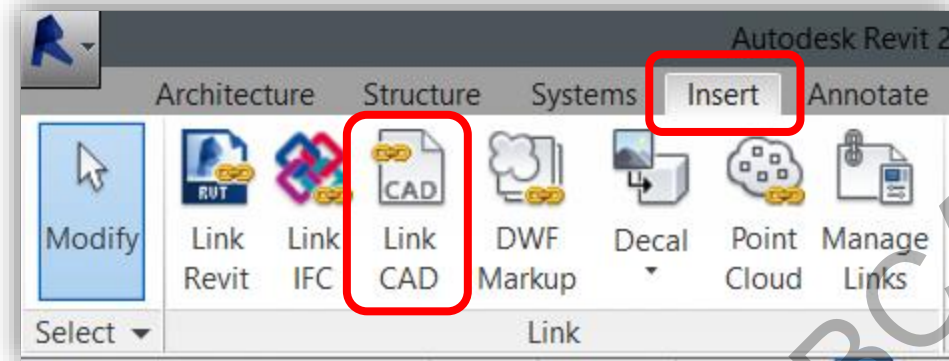 Autodesk Revit 2
Architecture Structure Systems Insert Annotate
RVT CAD
Modify Link Link Link DWF Decal Point Manage
Revit IFC CAD Markup Cloud Links
Select Link